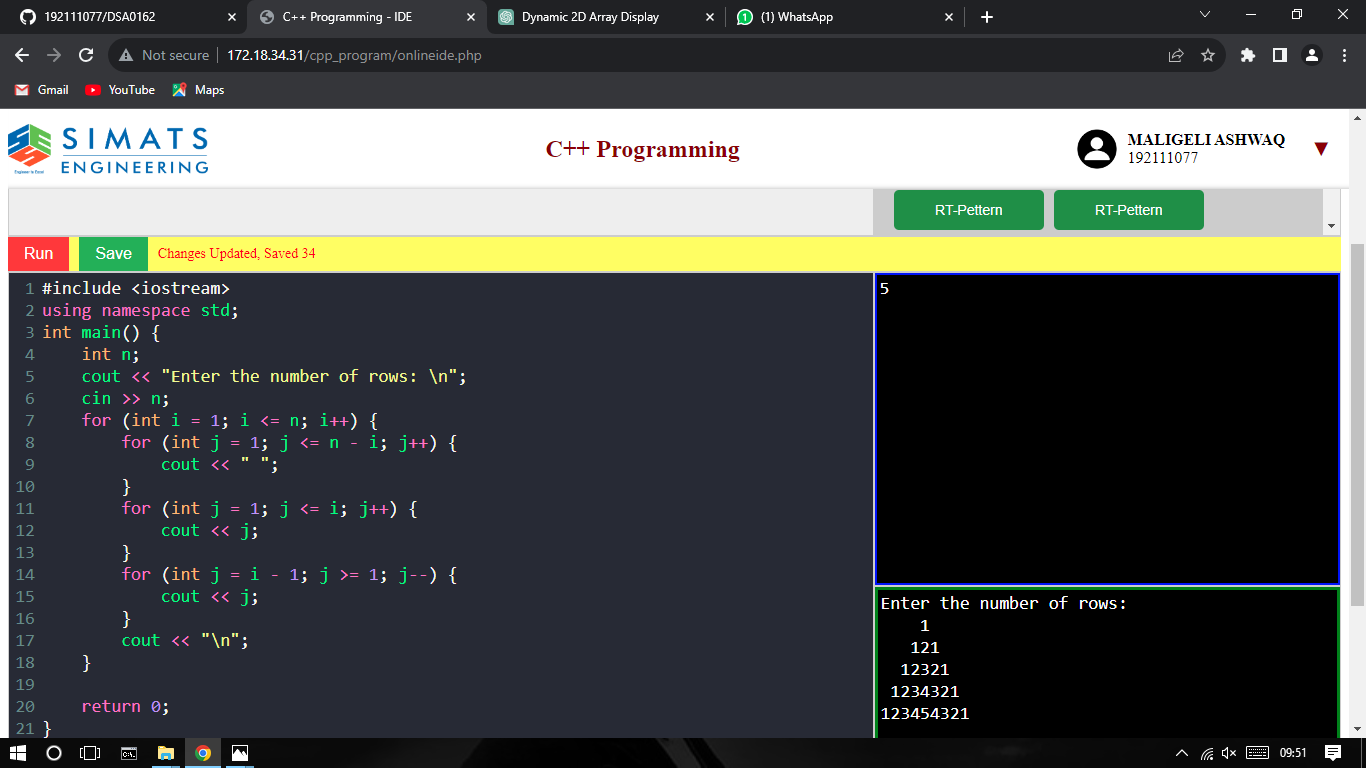 192111077/DSA0162
C++ Programming - IDE
Dynamic 2D Array Display
(1) WhatsApp
Not secure
172.18.34.31/cpp_program/onlineide.php
Gmail
YouTube
Maps
SIMATS
ENGINEERING
C++ Programming
MALIGELI ASHWAQ
192111077
RT-Pettern
RT-Pettern
Run
Save
Changes Updated, Saved 34
1 #include <iostream>
2 using namespace std;
3 int main() {
4     int n;
5     cout << "Enter the number of rows: \n";
6     cin >> n;
7     for (int i = 1; i <= n; i++) {
8         for (int j = 1; j <= n - i; j++) {
9             cout << " ";
10         }
11         for (int j = 1; j <= i; j++) {
12             cout << j;
13         }
14         for (int j = i - 1; j >= 1; j--) {
15             cout << j;
16         }
17         cout << "\n";
18     }
19
20     return 0;
21 }
5
Enter the number of rows:
    1
   121
  12321
 1234321
123454321
09:51